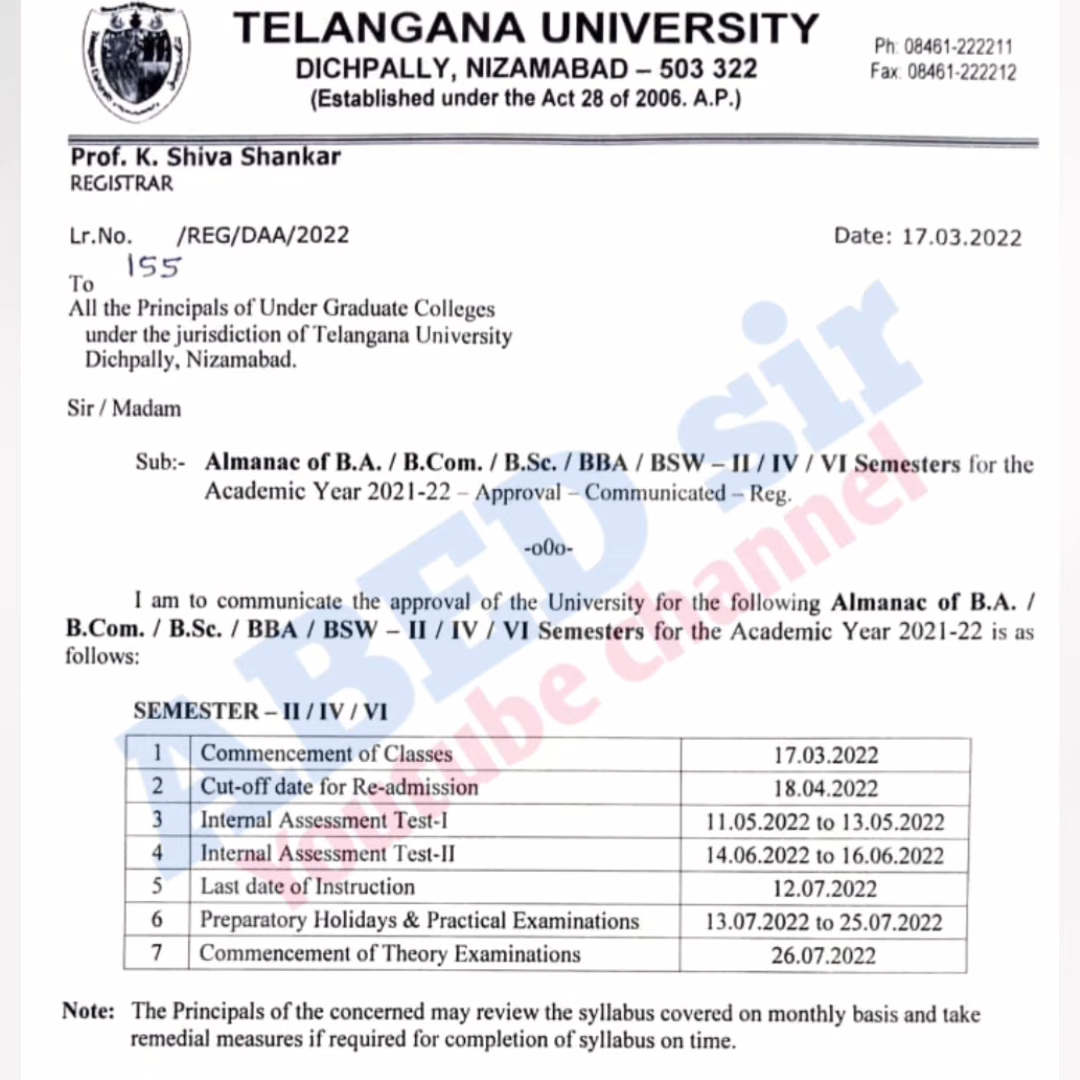 TELANGANA UNIVERSITY
DICHPALLY, NIZAMABAD – 503 322
(Established under the Act 28 of 2006. A.P.)
Ph: 08461-222211
Fax: 08461-222212
Prof. K. Shiva Shankar
REGISTRAR
Lr.No. /REG/DAA/2022 Date: 17.03.2022
155
To
All the Principals of Under Graduate Colleges
under the jurisdiction of Telangana University
Dichpally, Nizamabad.
Sir / Madam
Sub:- Almanac of B.A. / B.Com. / B.Sc. / BBA / BSW – II / IV / VI Semesters for the
Academic Year 2021-22 – Approval – Communicated – Reg.
-o0o-
I am to communicate the approval of the University for the following Almanac of B.A. /
B.Com. / B.Sc. / BBA / BSW – II / IV / VI Semesters for the Academic Year 2021-22 is as
follows:
SEMESTER – II / IV / VI
1 Commencement of Classes 17.03.2022
2 Cut-off date for Re-admission 18.04.2022
3 Internal Assessment Test-I 11.05.2022 to 13.05.2022
4 Internal Assessment Test-II 14.06.2022 to 16.06.2022
5 Last date of Instruction 12.07.2022
6 Preparatory Holidays & Practical Examinations 13.07.2022 to 25.07.2022
7 Commencement of Theory Examinations 26.07.2022
Note: The Principals of the concerned may review the syllabus covered on monthly basis and take
remedial measures if required for completion of syllabus on time.
ABED sir
Youtube channel